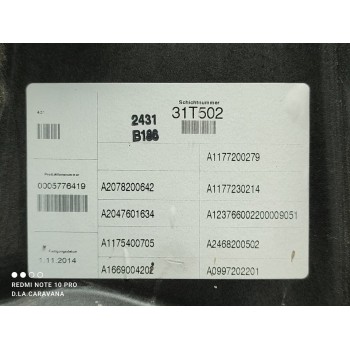 Schichtnummer
31T502
2431
B186
A1177200279
Produktionsnummer
0005776419
A2078200642
A1177230214
A2047601634
A123766002200009051
A1175400705
A2468200502
.11.2014
A1669004202
A0997202201
REDMI NOTE 10 PRO
D.LA.CARAVANA